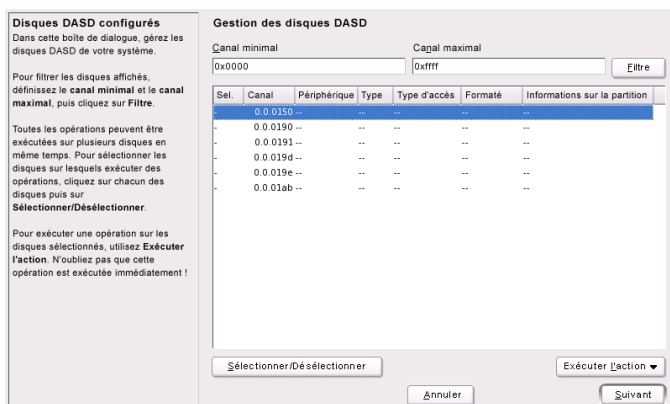 Disques DASD configurés
Dans cette boîte de dialogue, gérez les
disques DASD de votre système.
Pour filtrer les disques affichés,
définissez le canal minimal et le canal
maximal, puis cliquez sur Filtre.
Toutes les opérations peuvent être
exécutées sur plusieurs disques en
même temps. Pour sélectionner les
disques sur lesquels exécuter des
opérations, cliquez sur chacun des
disques puis sur
Sélectionner/Désélectionner.
Pour exécuter une opération sur les
disques sélectionnés, utilisez Exécuter
l'action. N'oubliez pas que cette
opération est exécutée immédiatement !
Gestion des disques DASD
Canal minimal Canal maximal
0x0000 0xffff Filtre
Sel. Canal Périphérique Type Type d'accès Formaté Informations sur la partition
- 0.0.0150 -- -- -- -- --
- 0.0.0190 -- -- -- -- --
- 0.0.0191 -- -- -- -- --
- 0.0.019d -- -- -- -- --
- 0.0.019e -- -- -- -- --
- 0.0.01ab -- -- -- -- --
Sélectionner/Désélectionner Exécuter l'action
Annuler Suivant